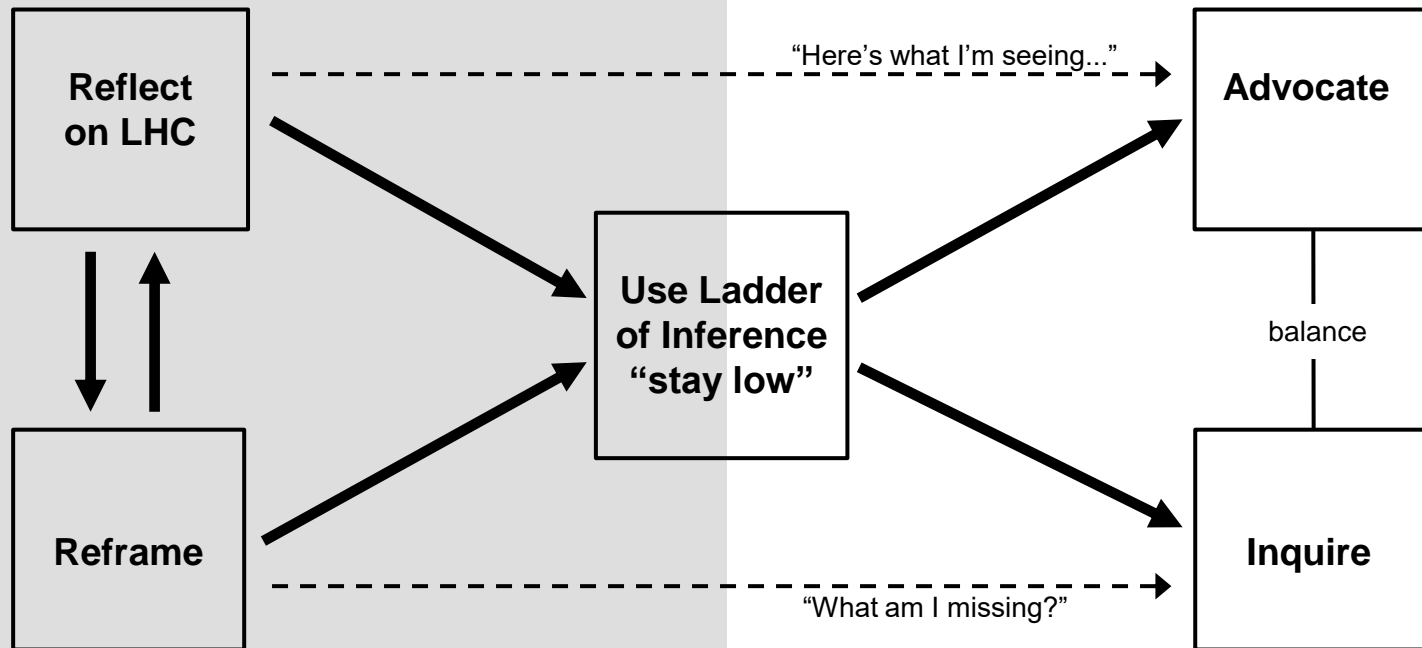 “Here’s what I’m seeing...”
Reflect
on LHC
Advocate
Use Ladder
of Inference
“stay low”
balance
Reframe
Inquire
“What am I missing?”